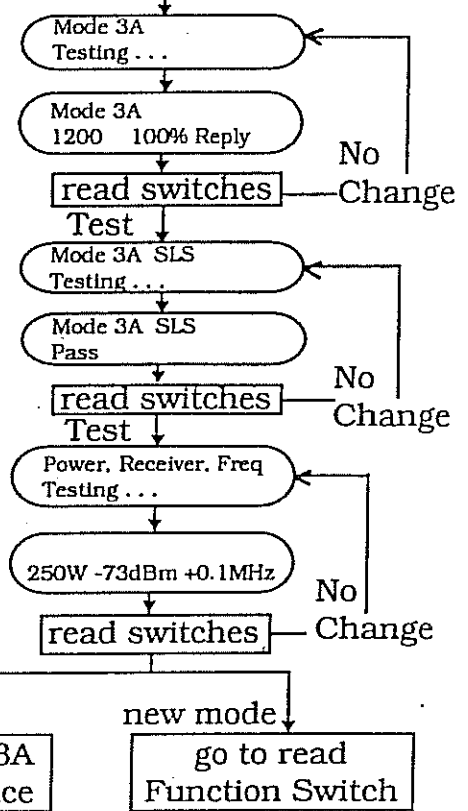 Mode 3A
Testing . . .
Mode 3A
1200 100% Reply
No
Change
read switches
Test
Mode 3A SLS
Testing . . .
Mode 3A SLS
Pass
No
Change
read switches
Test
Power, Receiver, Freq
Testing . . .
250W -73dBm +0.1MHz
No
Change
read switches
new mode
3A
go to read
Function Switch